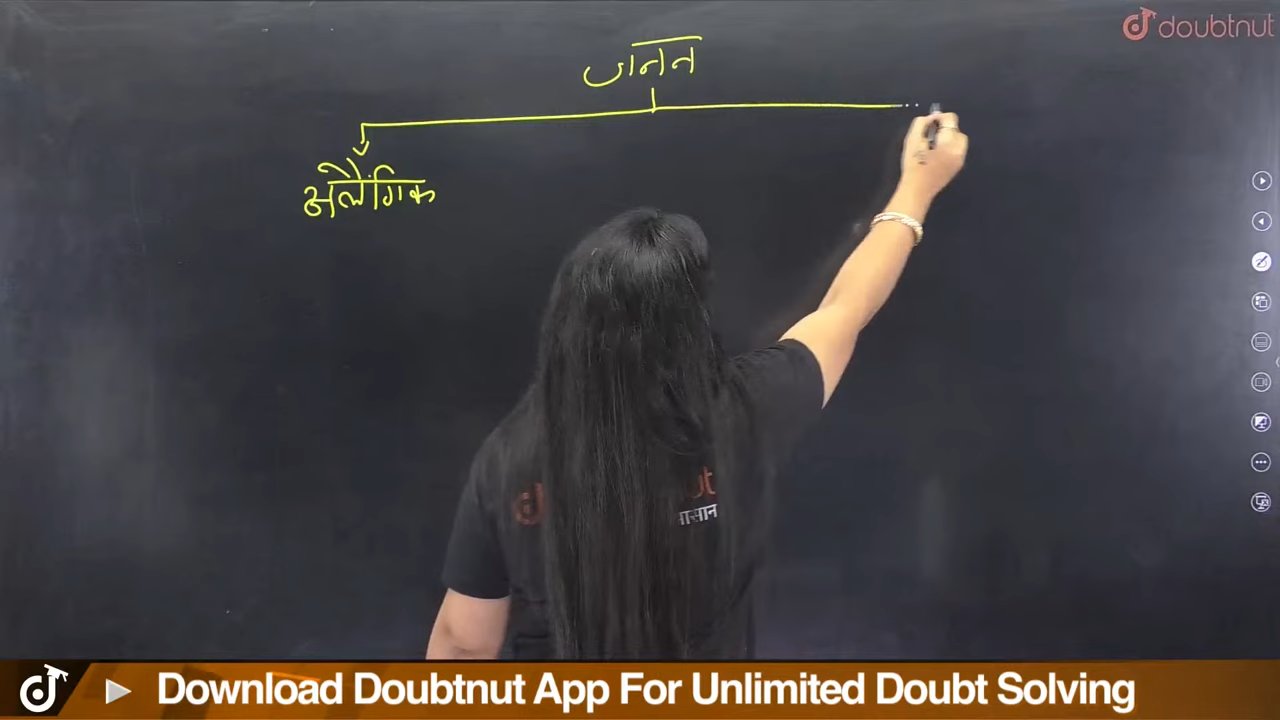 doubtnut
जनन
अलैंगिक
Download Doubtnut App For Unlimited Doubt Solving